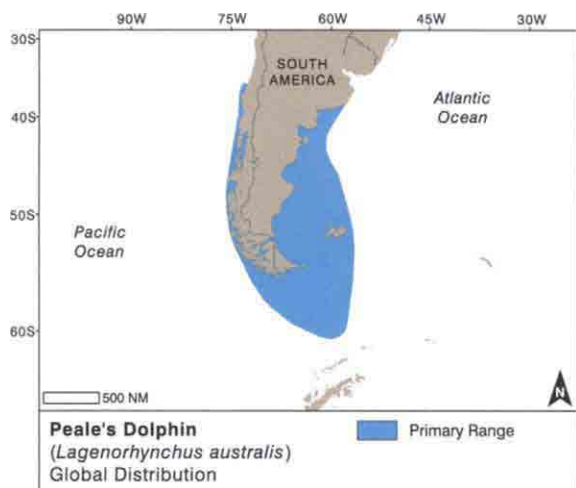 90W 75W 60W 45W 30W
30S
SOUTH
AMERICA
Atlantic
Ocean
40S
50S
Pacific
Ocean
60S
500 NM
N
Peale's Dolphin
(Lagenorhynchus australis)
Global Distribution
Primary Range